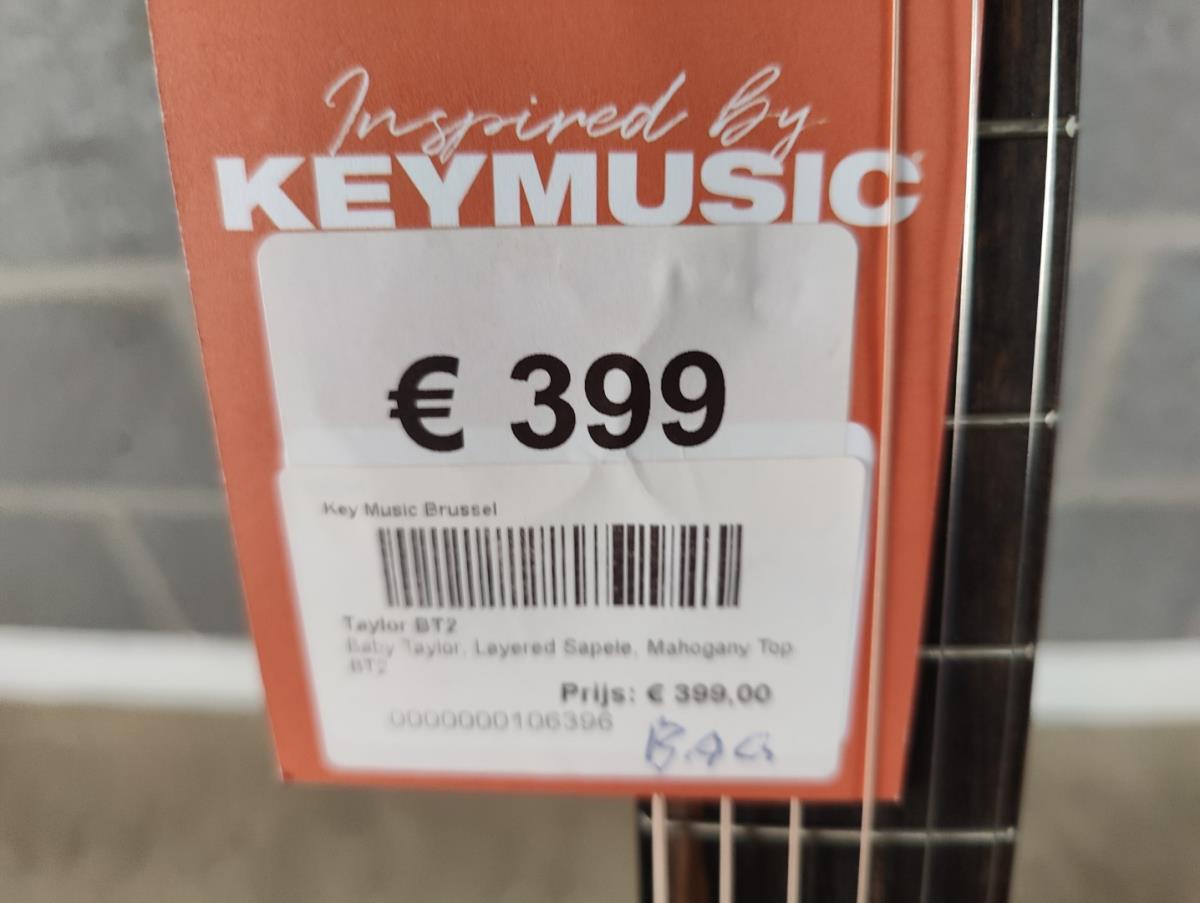 Inspired By
KEYMUSIC
€ 399
Key Music Brussel
Taylor BT2
Baby Taylor, Layered Sapele, Mahogany Top
BT2
Prijs: € 399,00
0000000106396
BAG